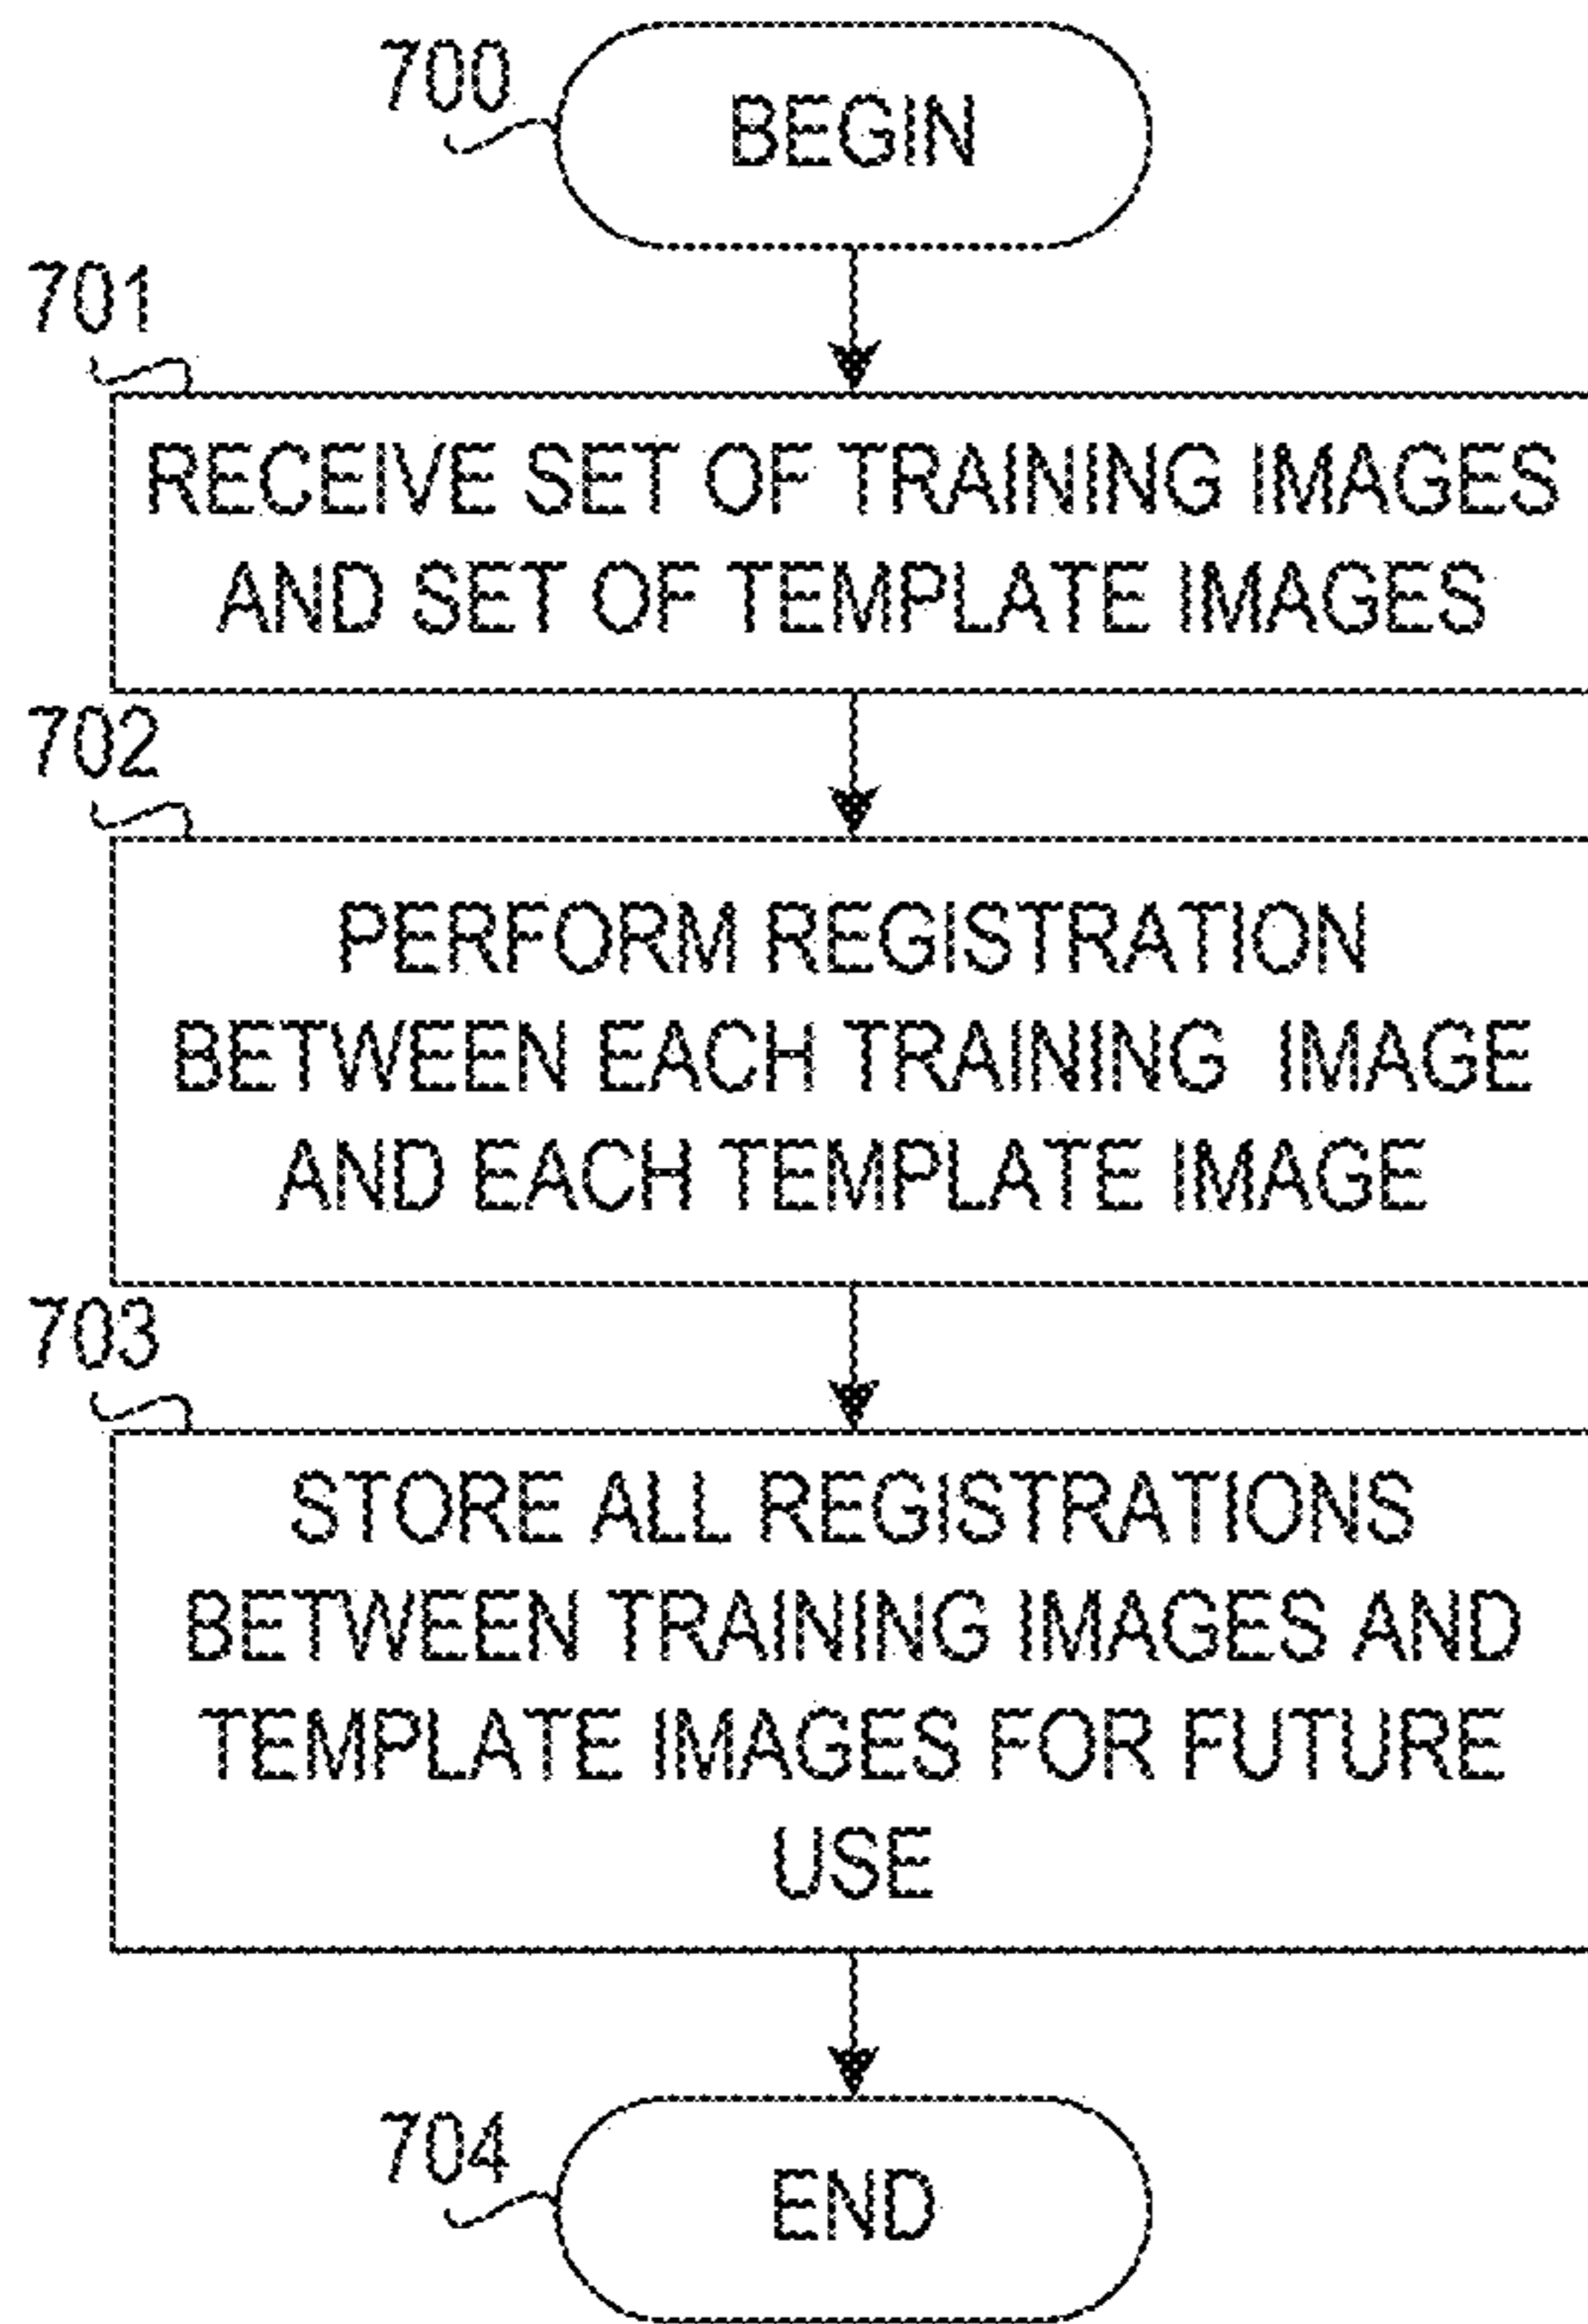 700
BEGIN
701
RECEIVE SET OF TRAINING IMAGES
AND SET OF TEMPLATE IMAGES
702
PERFORM REGISTRATION
BETWEEN EACH TRAINING IMAGE
AND EACH TEMPLATE IMAGE
703
STORE ALL REGISTRATIONS
BETWEEN TRAINING IMAGES AND
TEMPLATE IMAGES FOR FUTURE
USE
704
END